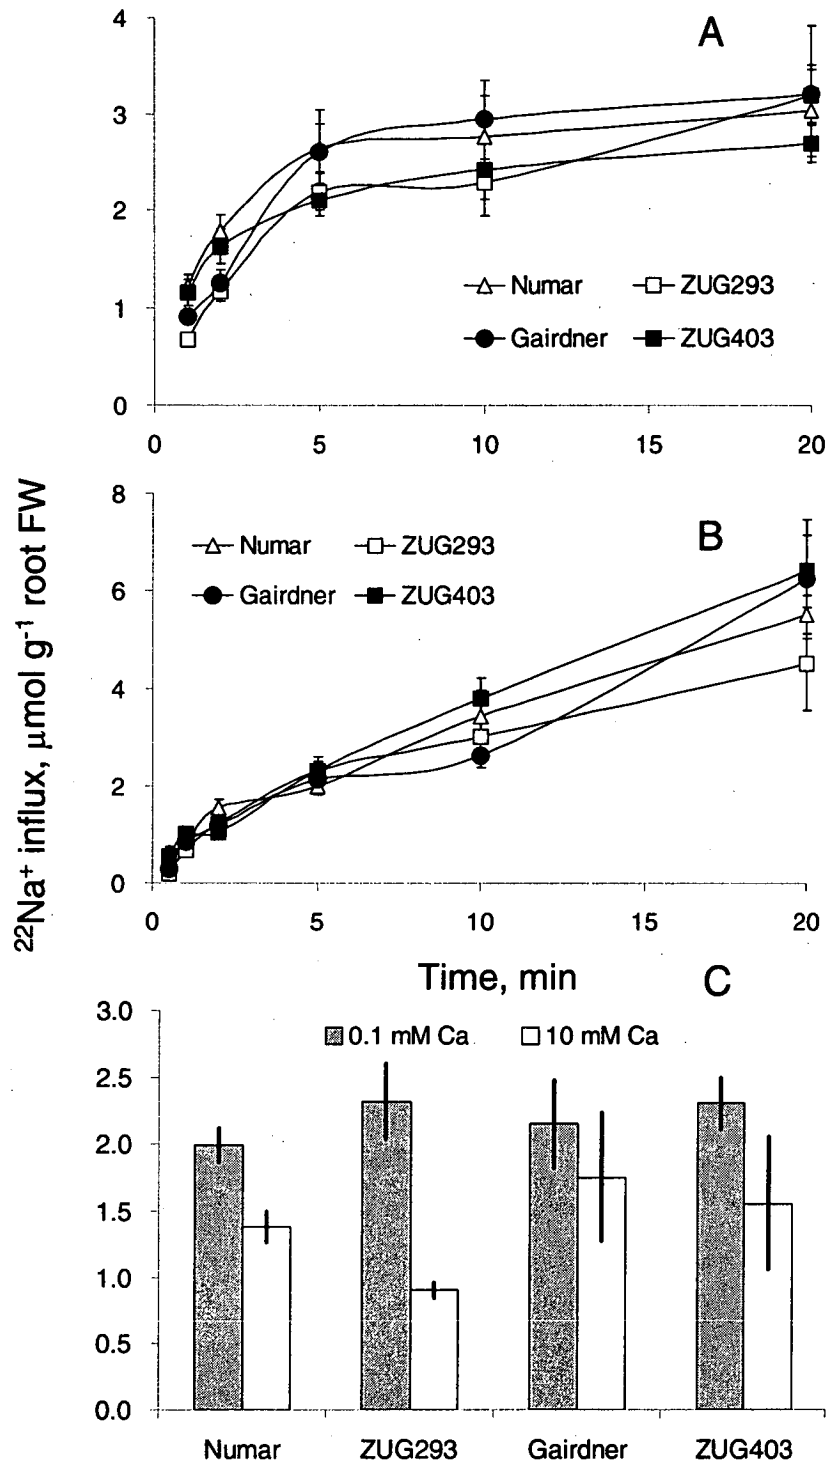 4
A
3
2
Numar ZUG293
1
Gairdner ZUG403
0
0 5 10 15 20
²²Na⁺ influx, μmol g⁻¹ root FW
8
B
Numar ZUG293
6
Gairdner ZUG403
4
2
0
0 5 10 15 20
Time, min
C
3.0
0.1 mM Ca 10 mM Ca
2.5
2.0
1.5
1.0
0.5
0.0
Numar ZUG293 Gairdner ZUG403